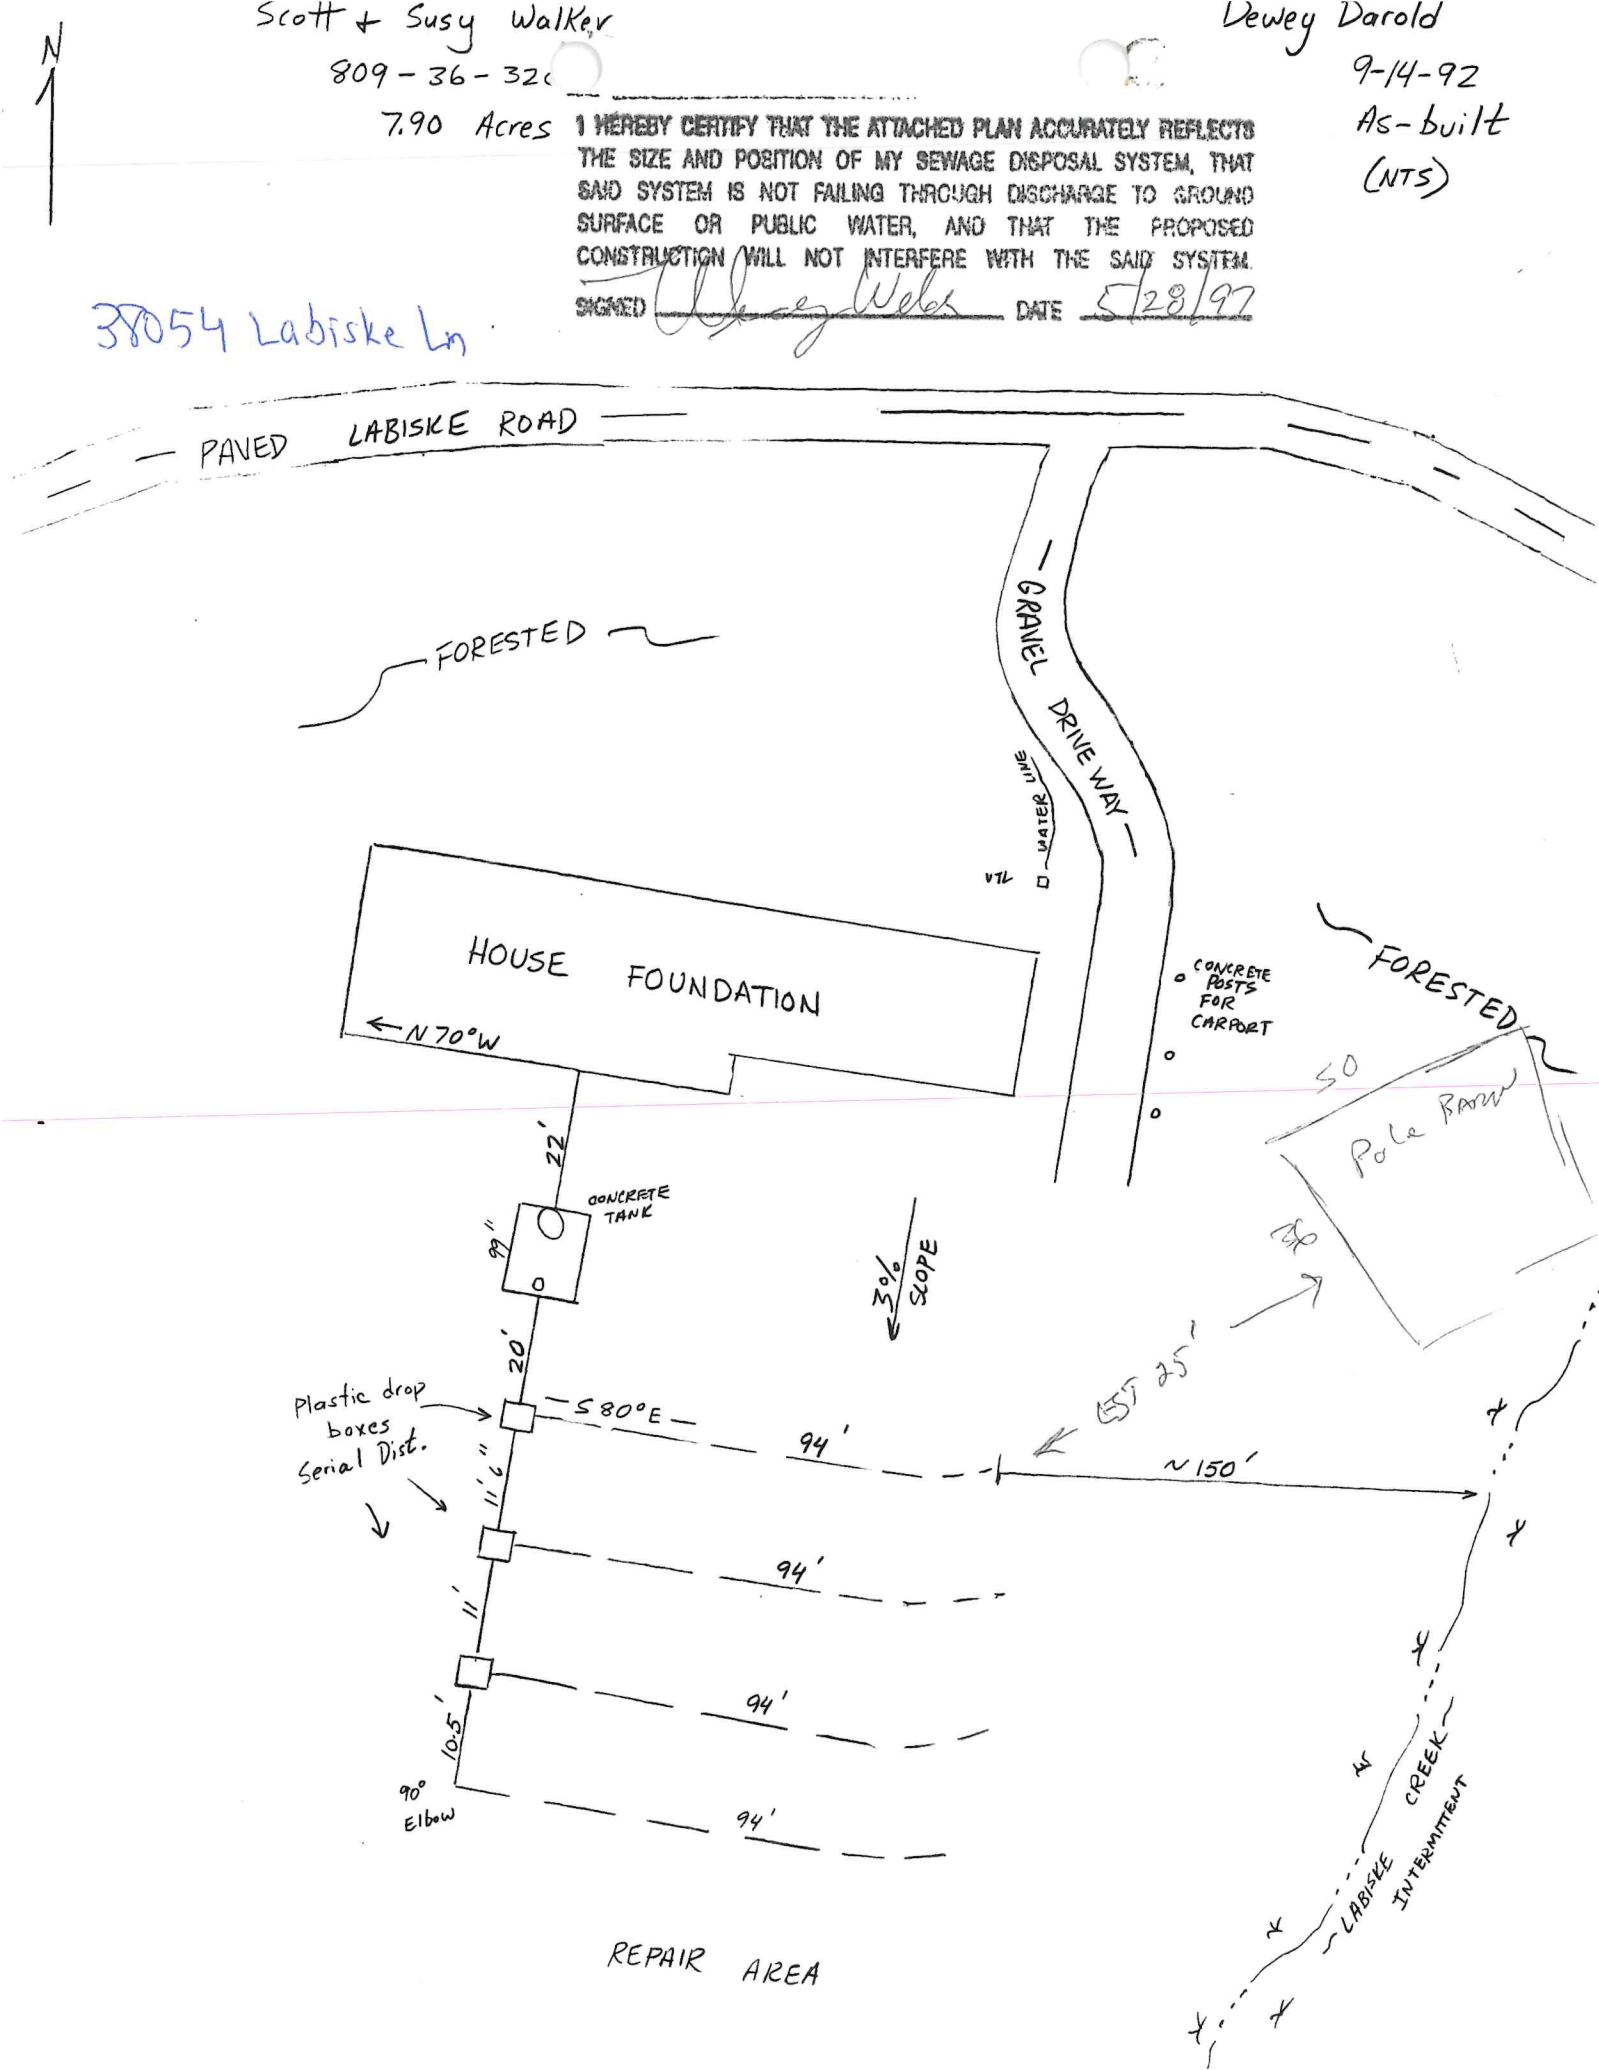 N
Scott + Susy Walker
809-36-32
7.90 Acres
Dewey Darold
9-14-92
As-built
(NTS)
I HEREBY CERTIFY THAT THE ATTACHED PLAN ACCURATELY REFLECTS
THE SIZE AND POSITION OF MY SEWAGE DISPOSAL SYSTEM, THAT
SAID SYSTEM IS NOT FAILING THROUGH DISCHARGE TO GROUND
SURFACE OR PUBLIC WATER, AND THAT THE PROPOSED
CONSTRUCTION WILL NOT INTERFERE WITH THE SAID SYSTEM.
SIGNED DATE 5/28/97
38054 Labiske Ln
PAVED LABISKE ROAD
FORESTED
GRAVEL DRIVEWAY
WATER LINE
UTL
HOUSE FOUNDATION
N70°W
CONCRETE
POSTS
FOR
CARPORT
FORESTED
50
Pole BARN
36
22'
CONCRETE
TANK
99"
3%
SLOPE
20'
EST 25'
Plastic drop
boxes
Serial Dist.
S80°E
94'
~150'
11'6"
94'
11'
94'
10.5'
90°
Elbow
94'
LABISKE CREEK
INTERMITTENT
REPAIR AREA